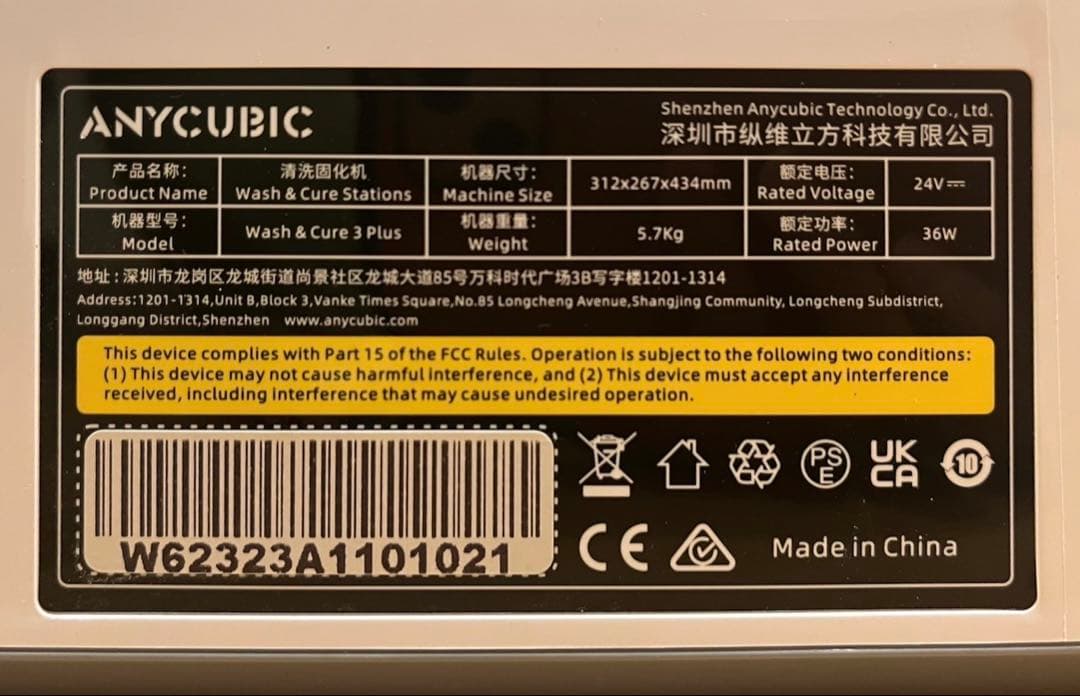 ANYCUBIC
Shenzhen Anycubic Technology Co., Ltd.
深圳市纵维立方科技有限公司
产品名称： 清洗固化机 机器尺寸： 312x267x434mm 额定电压： 24V⎓
Product Name Wash & Cure Stations Machine Size Rated Voltage
机器型号： Wash & Cure 3 Plus 机器重量： 5.7Kg 额定功率： 36W
Model Weight Rated Power
地址：深圳市龙岗区龙城街道尚景社区龙城大道85号万科时代广场3B写字楼1201-1314
Address:1201-1314,Unit B,Block 3,Vanke Times Square,No.85 Longcheng Avenue,Shangjing Community, Longcheng Subdistrict,
Longgang District,Shenzhen www.anycubic.com
This device complies with Part 15 of the FCC Rules. Operation is subject to the following two conditions:
(1) This device may not cause harmful interference, and (2) This device must accept any interference
received, including interference that may cause undesired operation.
W62323A1101021
PS
E
UK
CA
10
CE
Made in China